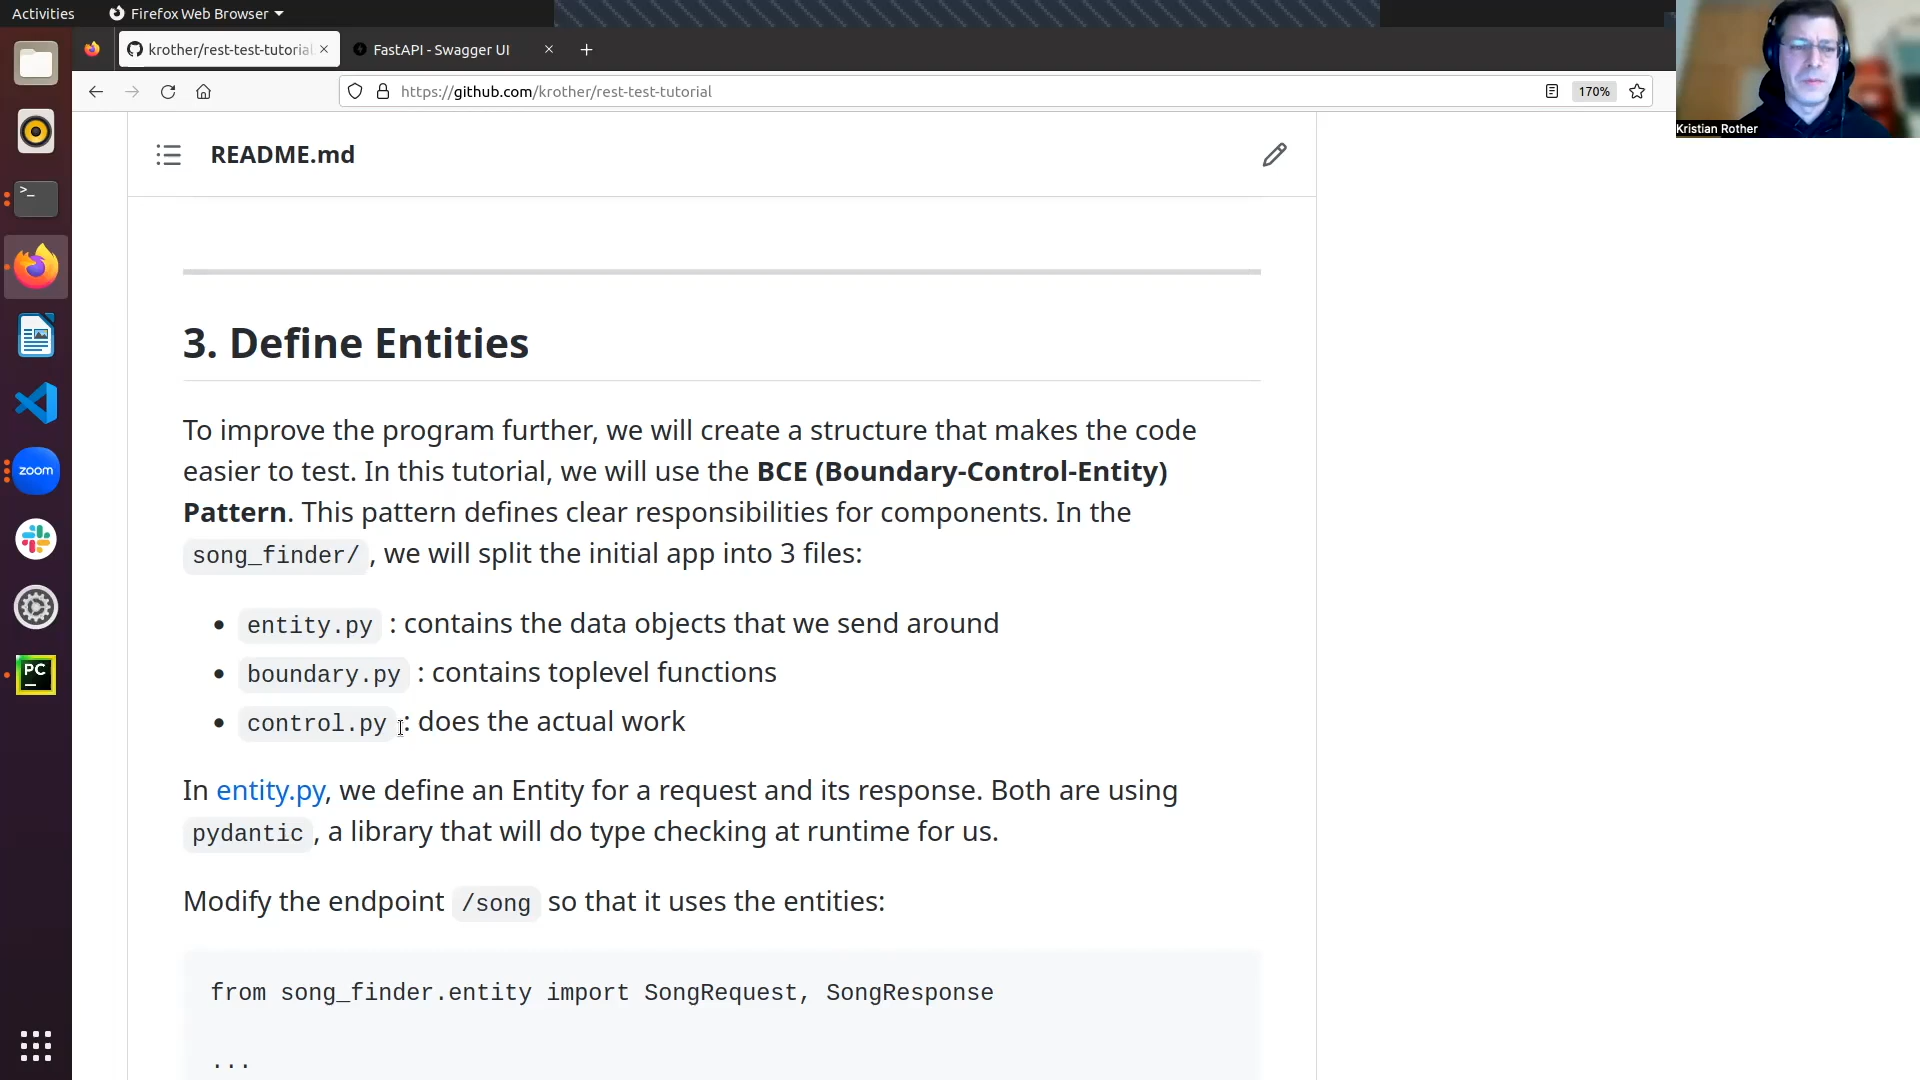 Activities
Firefox Web Browser
krother/rest-test-tutorial
FastAPI - Swagger UI
https://github.com/krother/rest-test-tutorial
170%
Kristian Rother
README.md
3. Define Entities
To improve the program further, we will create a structure that makes the code
easier to test. In this tutorial, we will use the BCE (Boundary-Control-Entity)
Pattern. This pattern defines clear responsibilities for components. In the
song_finder/, we will split the initial app into 3 files:
• entity.py : contains the data objects that we send around
• boundary.py : contains toplevel functions
• control.py : does the actual work
In entity.py, we define an Entity for a request and its response. Both are using
pydantic, a library that will do type checking at runtime for us.
Modify the endpoint /song so that it uses the entities:
from song_finder.entity import SongRequest, SongResponse
...
>_
zoom
PC